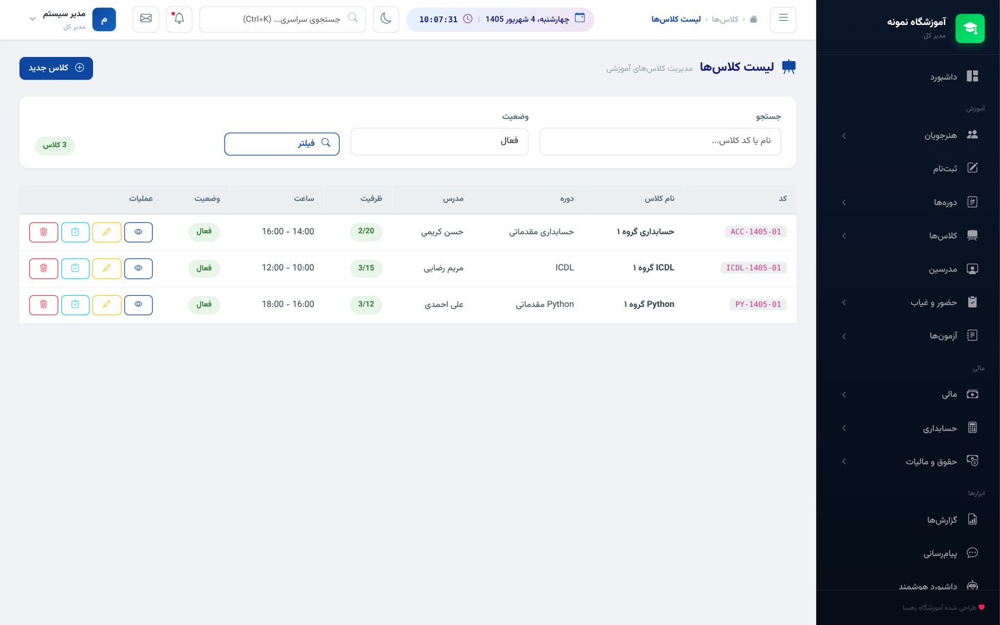 آموزشگاه نمونه
مدیر کل
داشبورد
آموزش
هنرجویان
ثبت‌نام
دوره‌ها
کلاس‌ها
مدرسین
حضور و غیاب
آزمون‌ها
مالی
مالی
حسابداری
حقوق و مالیات
ابزارها
گزارش‌ها
پیام‌رسانی
داشبورد هوشمند
طراحی شده آموزشگاه رهسا
کلاس‌ها ‹ لیست کلاس‌ها
چهارشنبه، 4 شهریور 1405 | 10:07:31
جستجوی سراسری... (Ctrl+K)
مدیر سیستم
مدیر کل
م
لیست کلاس‌ها مدیریت کلاس‌های آموزشی
کلاس جدید
جستجو وضعیت
نام یا کد کلاس... فعال فیلتر 3 کلاس
کد نام کلاس دوره مدرس ظرفیت ساعت وضعیت عملیات
ACC-1405-01 حسابداری گروه ۱ حسابداری مقدماتی حسن کریمی 2/20 14:00 - 16:00 فعال
ICDL-1405-01 ICDL گروه ۱ ICDL مریم رضایی 3/15 10:00 - 12:00 فعال
PY-1405-01 Python گروه ۱ Python مقدماتی علی احمدی 3/12 16:00 - 18:00 فعال